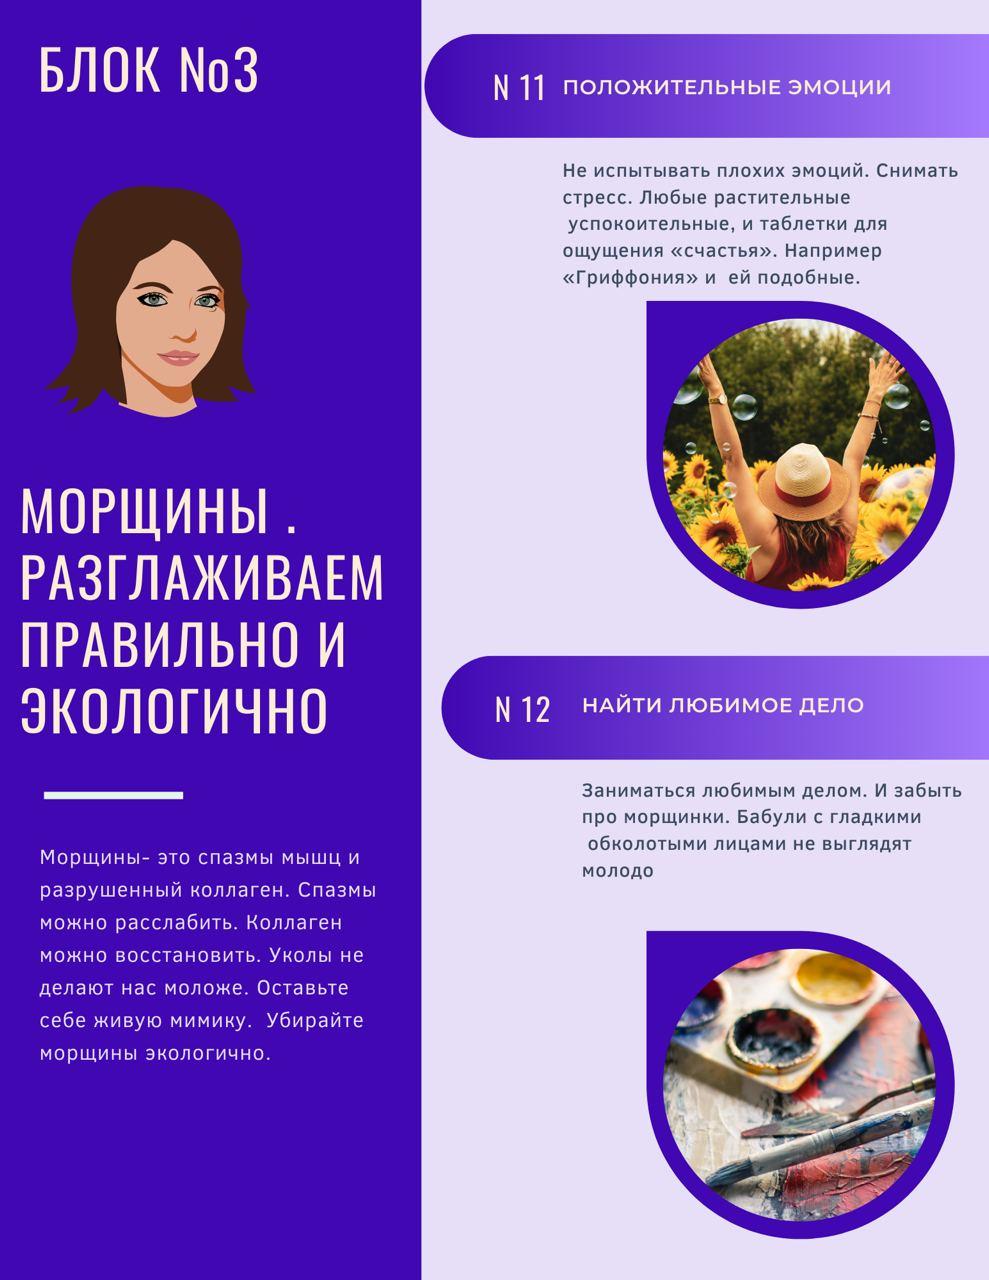 БЛОК №3
МОРЩИНЫ .
РАЗГЛАЖИВАЕМ
ПРАВИЛЬНО И
ЭКОЛОГИЧНО
Морщины- это спазмы мышц и
разрушенный коллаген. Спазмы
можно расслабить. Коллаген
можно восстановить. Уколы не
делают нас моложе. Оставьте
себе живую мимику.  Убирайте
морщины экологично.
N 11 ПОЛОЖИТЕЛЬНЫЕ ЭМОЦИИ
Не испытывать плохих эмоций. Снимать
стресс. Любые растительные
успокоительные, и таблетки для
ощущения «счастья». Например
«Гриффония» и  ей подобные.
N 12 НАЙТИ ЛЮБИМОЕ ДЕЛО
Заниматься любимым делом. И забыть
про морщинки. Бабули с гладкими
обколотыми лицами не выглядят
молодо